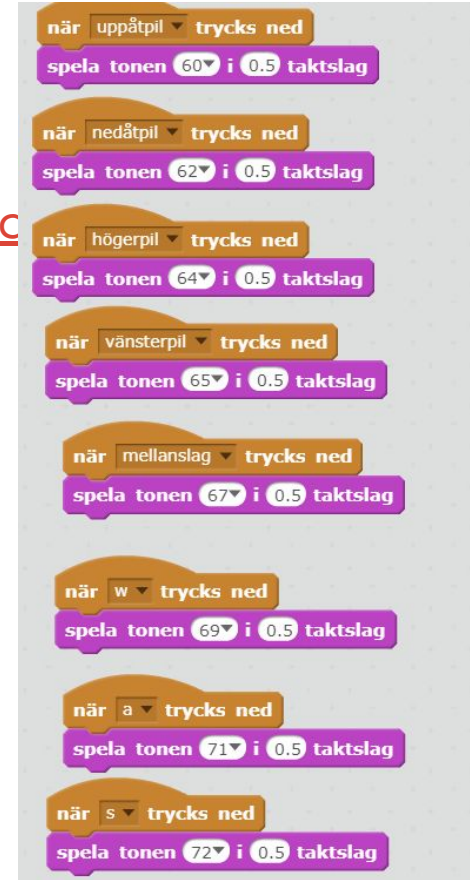 när uppåtpil trycks ned
spela tonen 60 i 0.5 taktslag
när nedåtpil trycks ned
spela tonen 62 i 0.5 taktslag
när högerpil trycks ned
spela tonen 64 i 0.5 taktslag
när vänsterpil trycks ned
spela tonen 65 i 0.5 taktslag
när mellanslag trycks ned
spela tonen 67 i 0.5 taktslag
när w trycks ned
spela tonen 69 i 0.5 taktslag
när a trycks ned
spela tonen 71 i 0.5 taktslag
när s trycks ned
spela tonen 72 i 0.5 taktslag